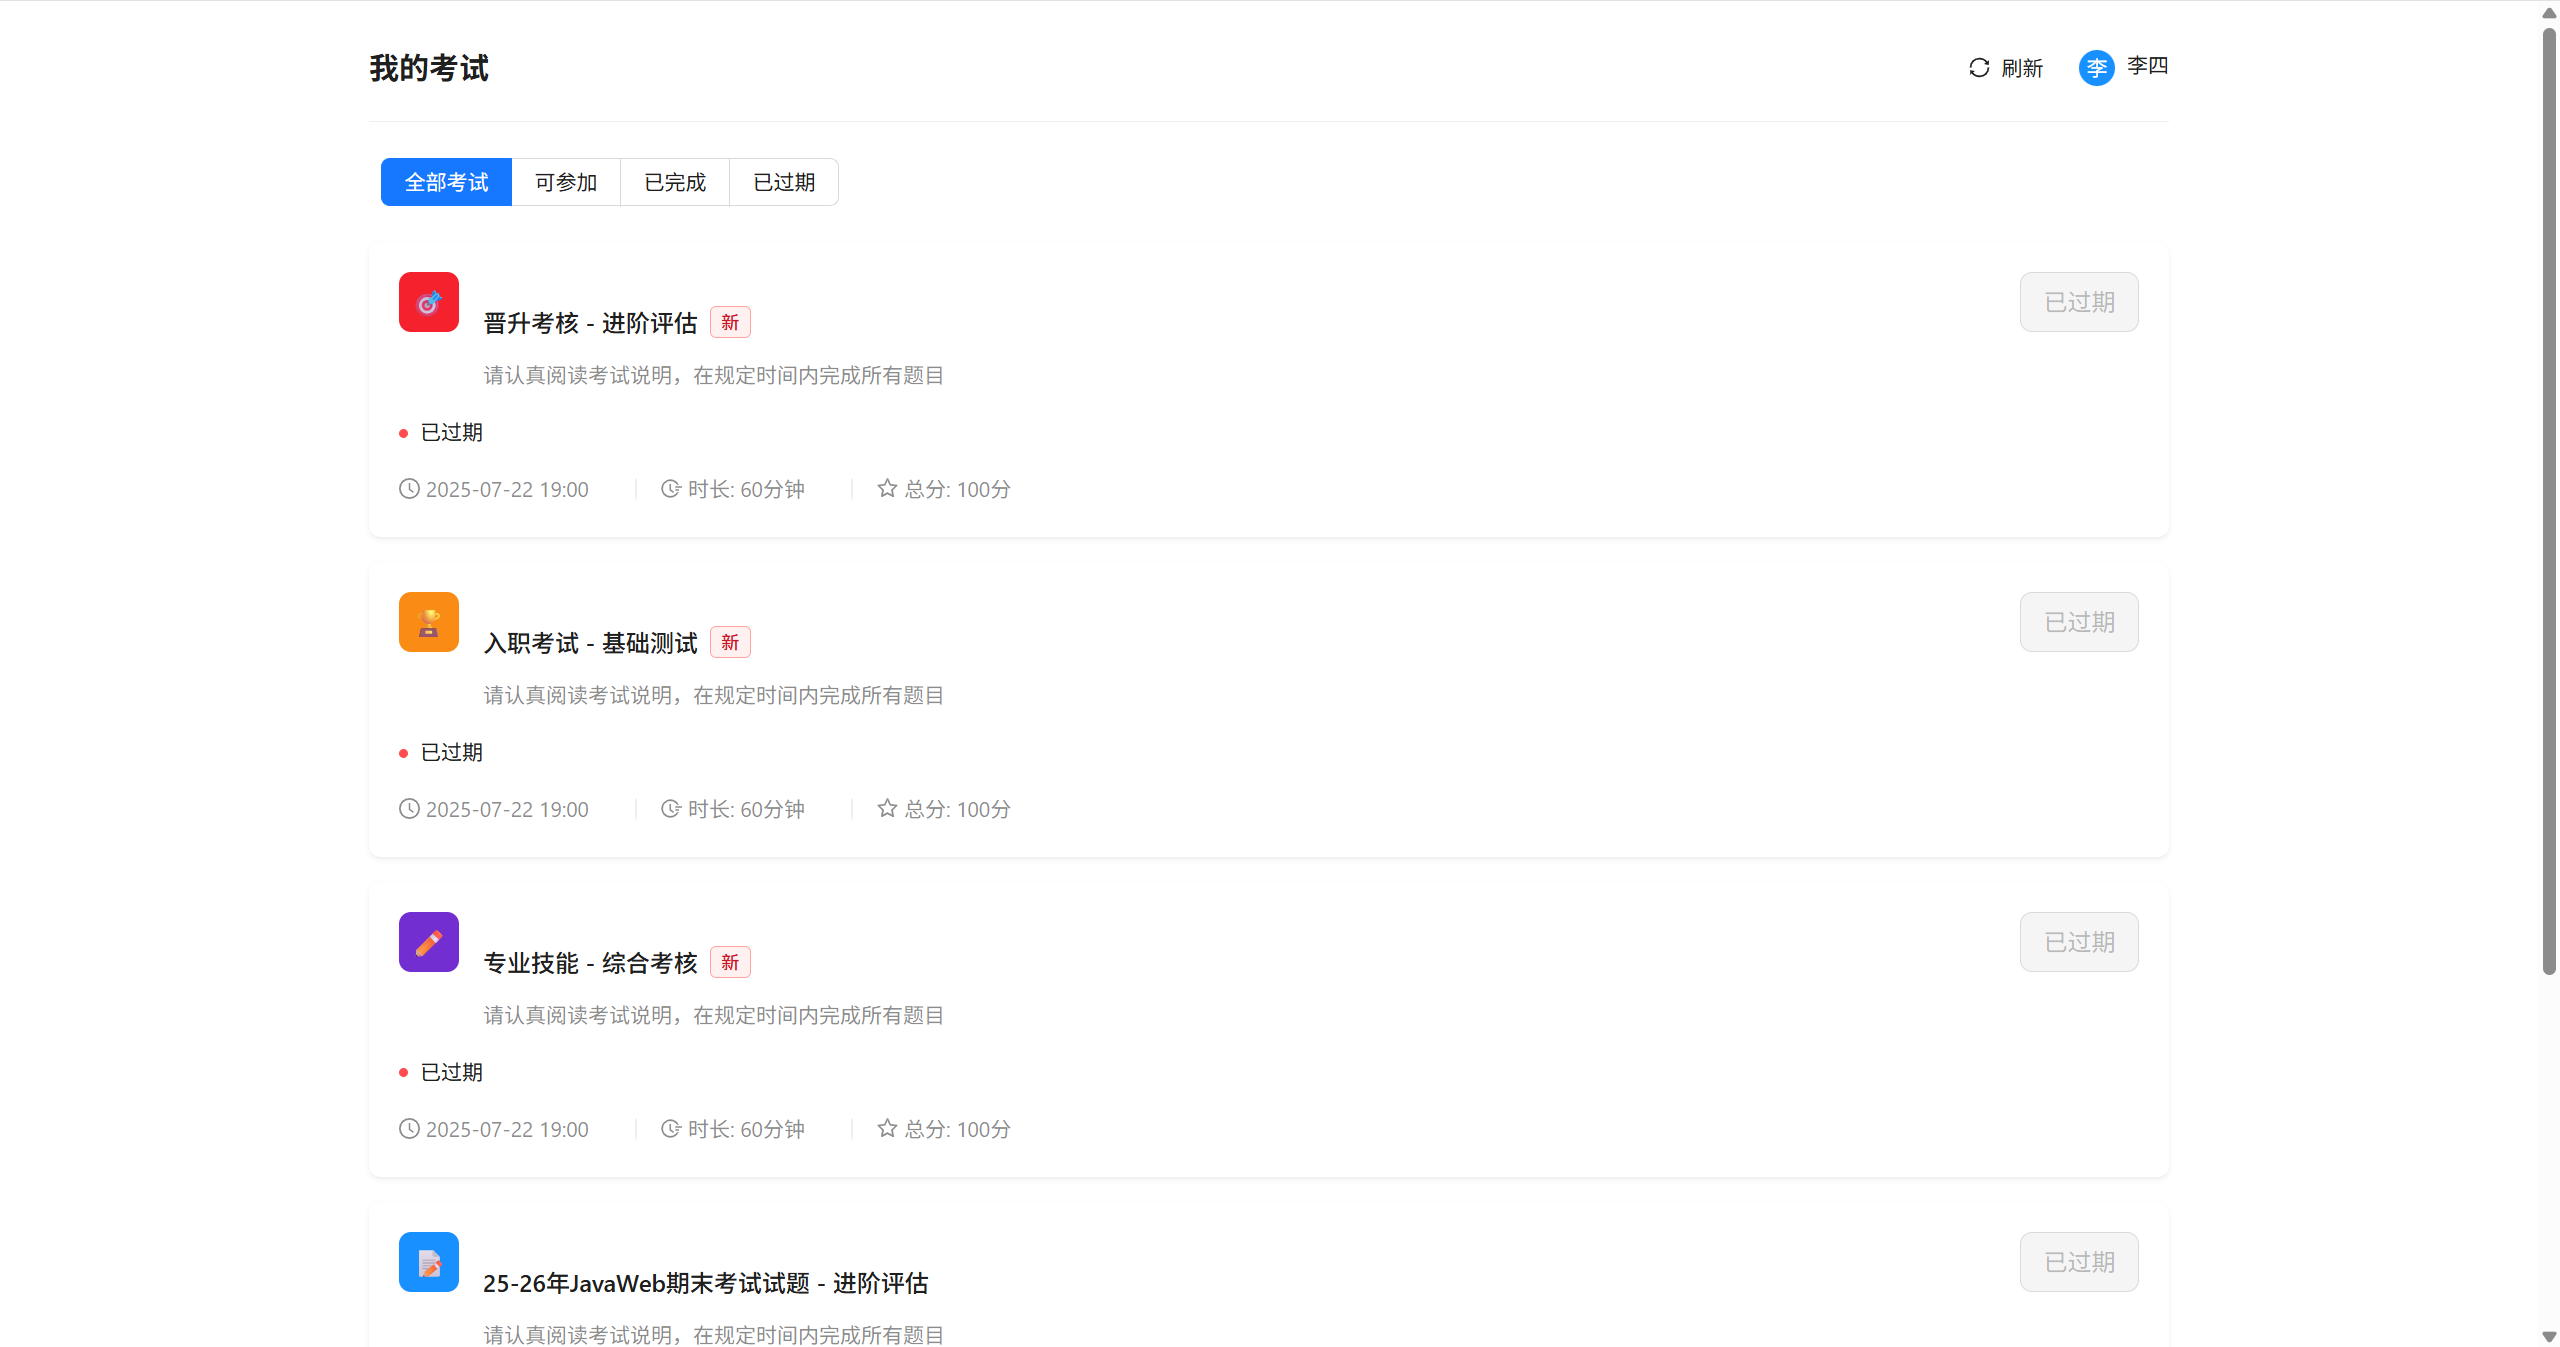 我的考试
刷新
李 李四
全部考试 可参加 已完成 已过期
晋升考核 - 进阶评估 新
已过期
请认真阅读考试说明，在规定时间内完成所有题目
已过期
2025-07-22 19:00 时长: 60分钟 总分: 100分
入职考试 - 基础测试 新
已过期
请认真阅读考试说明，在规定时间内完成所有题目
已过期
2025-07-22 19:00 时长: 60分钟 总分: 100分
专业技能 - 综合考核 新
已过期
请认真阅读考试说明，在规定时间内完成所有题目
已过期
2025-07-22 19:00 时长: 60分钟 总分: 100分
25-26年JavaWeb期末考试试题 - 进阶评估
已过期
请认真阅读考试说明，在规定时间内完成所有题目